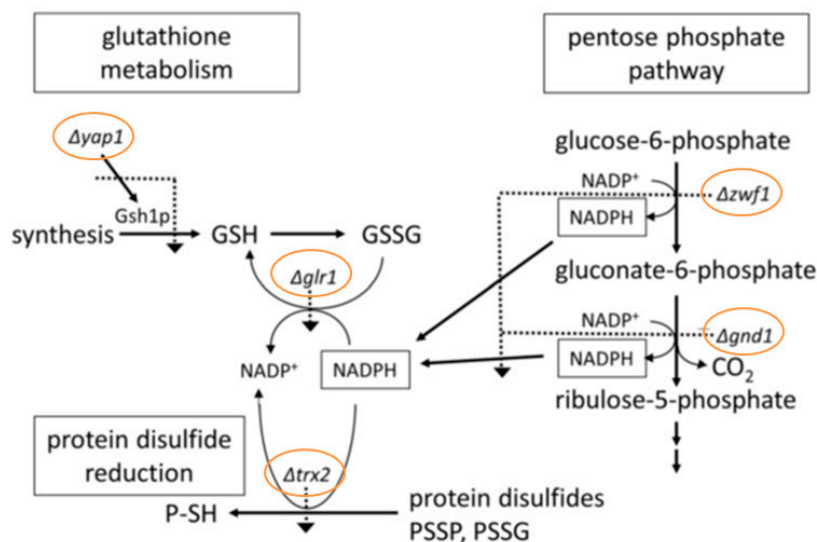 glutathione
metabolism
pentose phosphate
pathway
Δyap1
glucose-6-phosphate
NADP⁺
Δzwf1
Gsh1p
NADPH
synthesis
GSH
GSSG
gluconate-6-phosphate
Δglr1
NADP⁺
Δgnd1
NADPH
CO₂
NADP⁺
NADPH
ribulose-5-phosphate
protein disulfide
reduction
Δtrx2
P-SH
protein disulfides
PSSP, PSSG